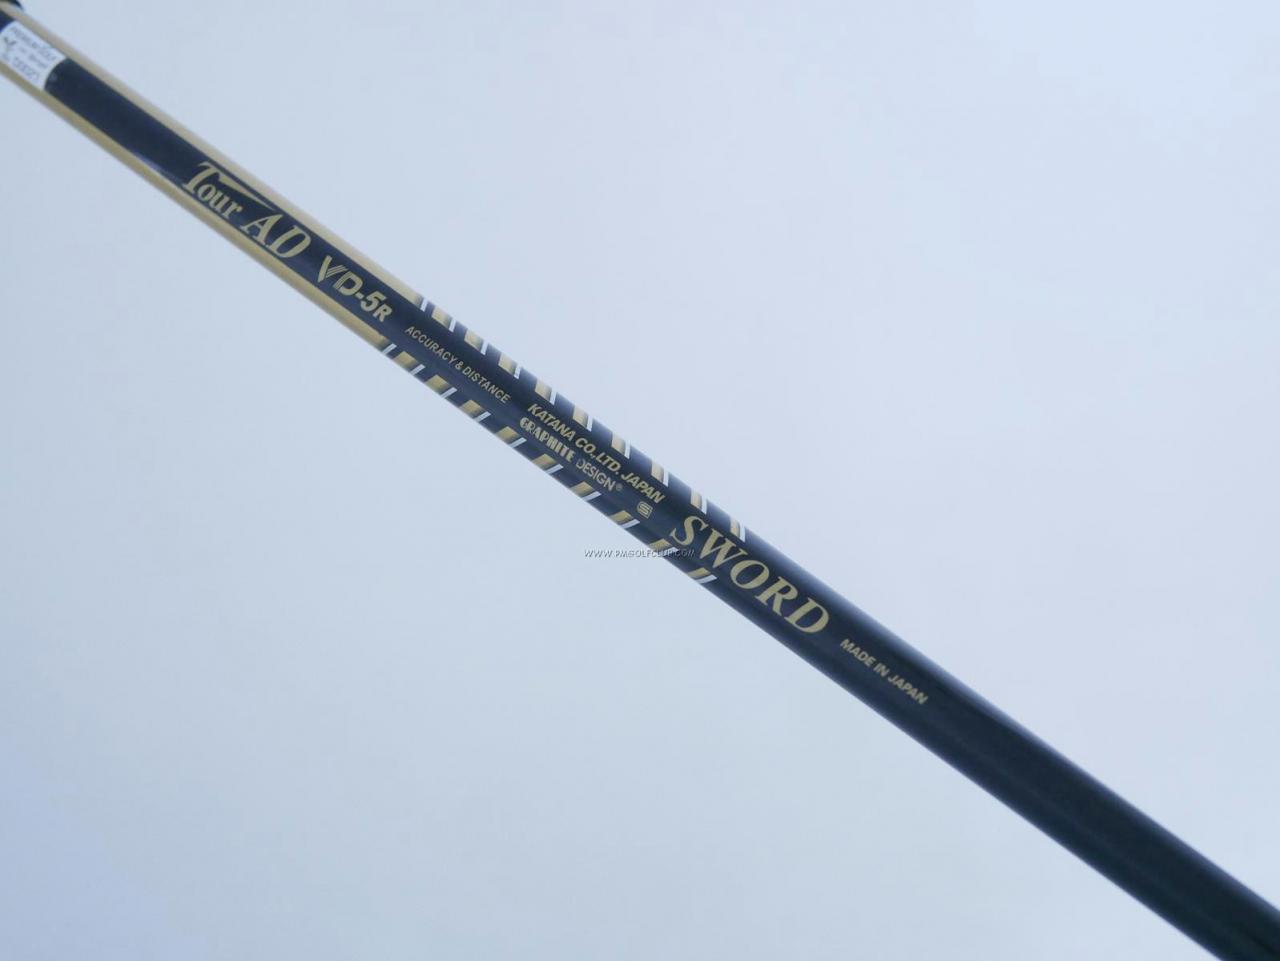 Tour AD VD-5R
ACCURACY & DISTANCE
KATANA CO., LTD. JAPAN
GRAPHITE DESIGN®
SWORD
MADE IN JAPAN
WWW.PMGOLFCLUB.COM